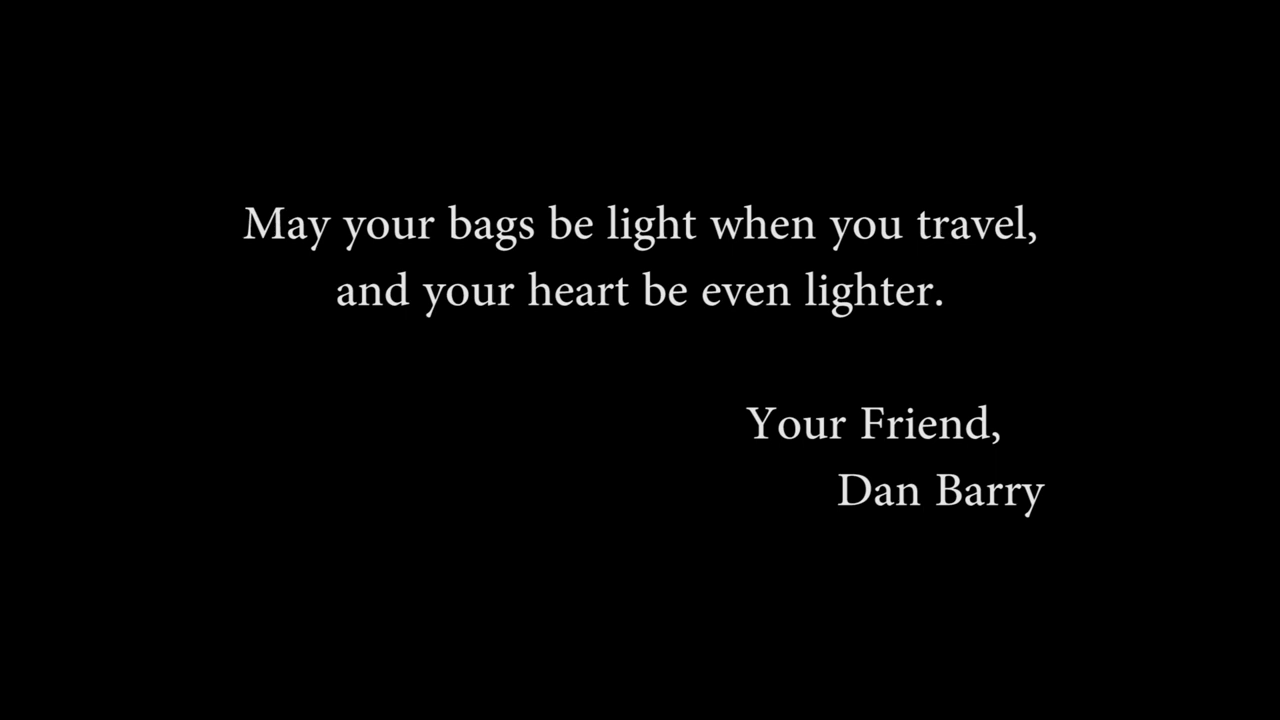 May your bags be light when you travel,
and your heart be even lighter.
Your Friend,
Dan Barry